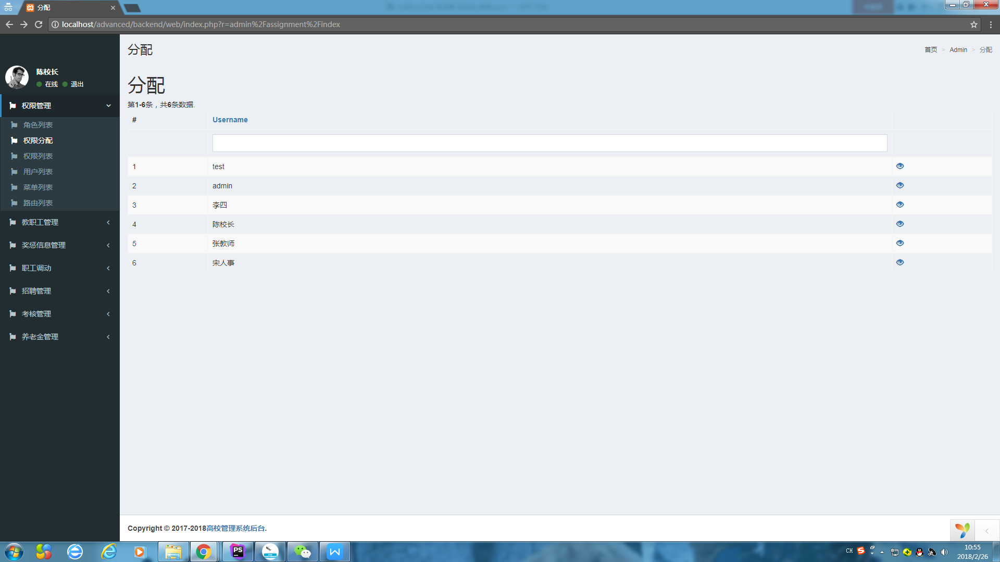 分配
localhost/advanced/backend/web/index.php?r=admin%2Fassignment%2Findex
陈校长
在线 退出
权限管理
角色列表
权限分配
权限列表
用户列表
菜单列表
路由列表
教职工管理
奖惩信息管理
职工调动
招聘管理
考核管理
养老金管理
分配
首页 > Admin > 分配
分配
第1-6条，共6条数据.
# Username
1 test
2 admin
3 李四
4 陈校长
5 张教师
6 宋人事
Copyright © 2017-2018高校管理系统后台.
PS
CH
10:55
2018/2/26